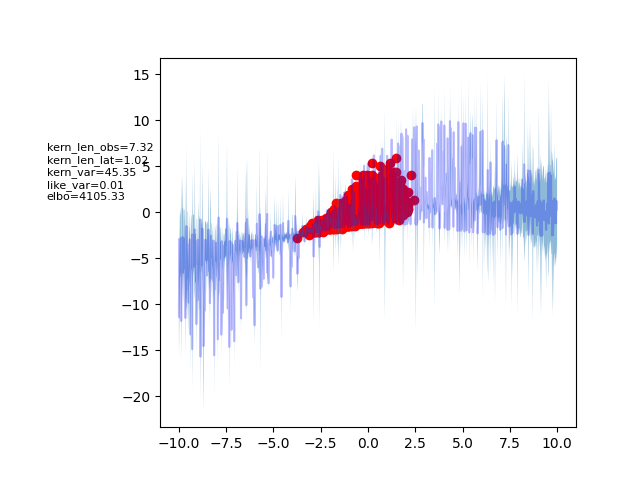 kern_len_obs=7.32
kern_len_lat=1.02
kern_var=45.35
like_var=0.01
elbo=4105.33
15
10
5
0
−5
−10
−15
−20
−10.0 −7.5 −5.0 −2.5 0.0 2.5 5.0 7.5 10.0